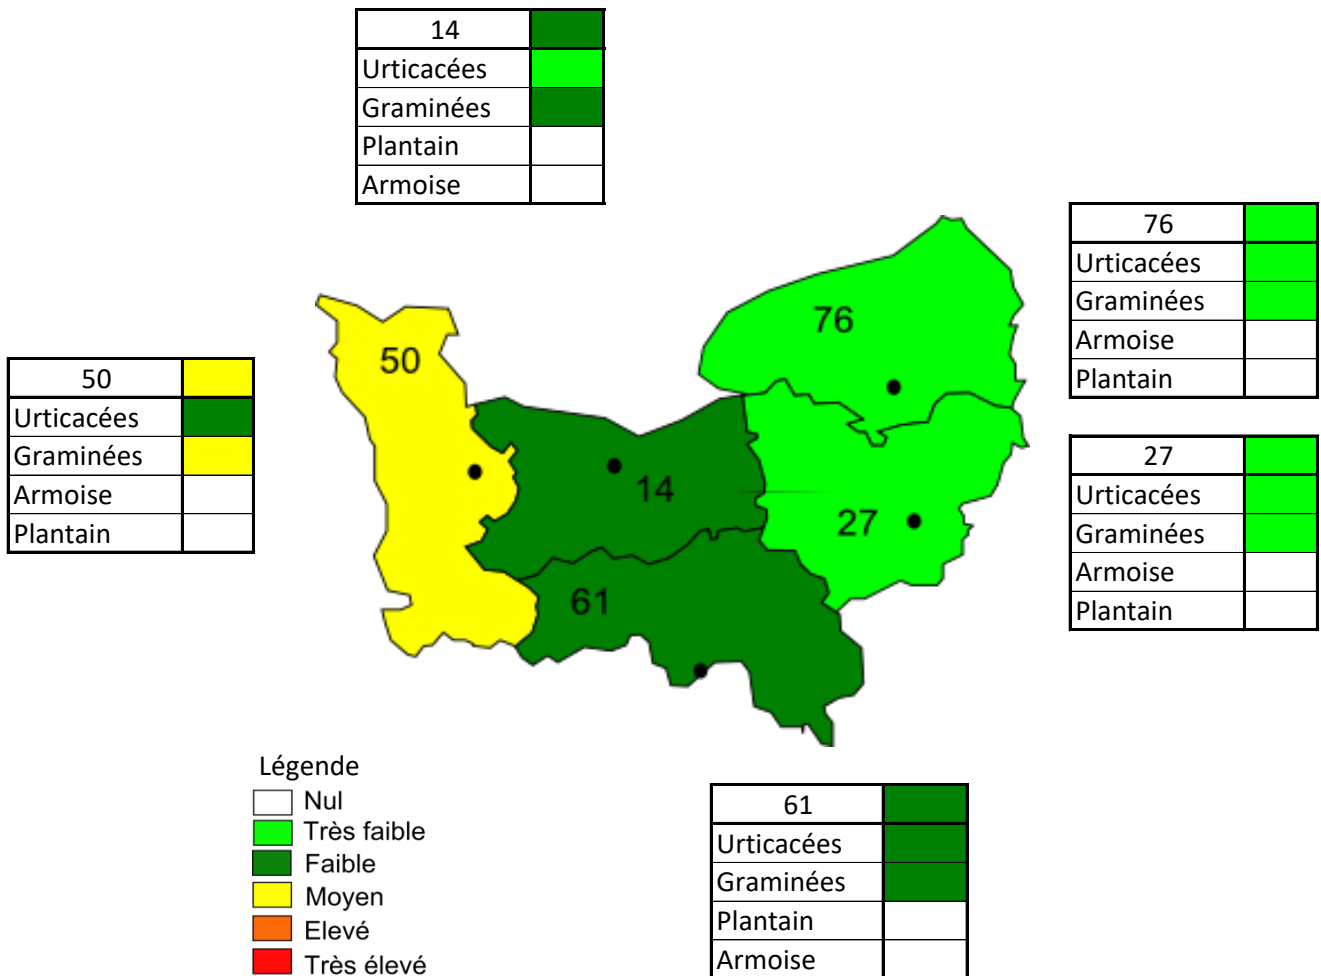 14
Urticacées
Graminées
Plantain
Armoise
76
Urticacées
Graminées
Armoise
Plantain
50
Urticacées
Graminées
Armoise
Plantain
27
Urticacées
Graminées
Armoise
Plantain
76
50
14
27
61
Légende
Nul
Très faible
Faible
Moyen
Elevé
Très élevé
61
Urticacées
Graminées
Plantain
Armoise